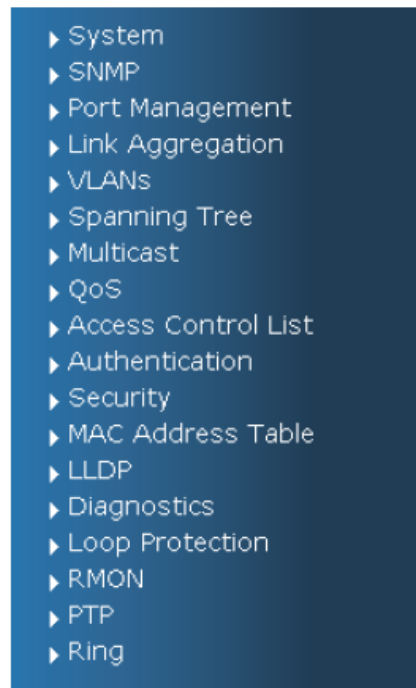 System
SNMP
Port Management
Link Aggregation
VLANs
Spanning Tree
Multicast
QoS
Access Control List
Authentication
Security
MAC Address Table
LLDP
Diagnostics
Loop Protection
RMON
PTP
Ring